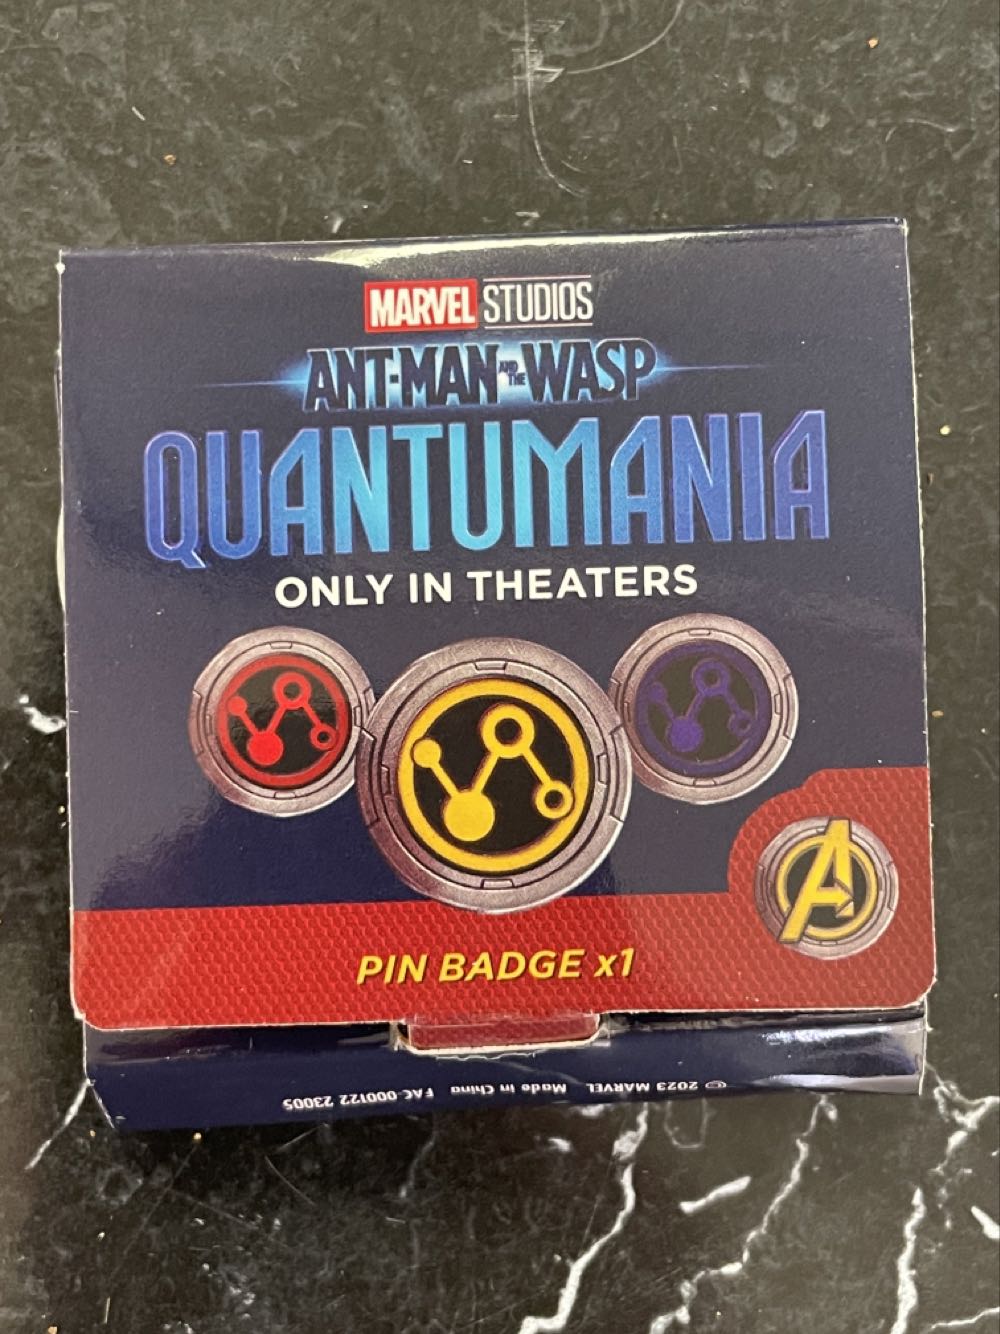 MARVEL STUDIOS
ANT-MAN AND THE WASP
QUANTUMANIA
ONLY IN THEATERS
PIN BADGE x1
© 2023 MARVEL Made in China FAC-000122 23005